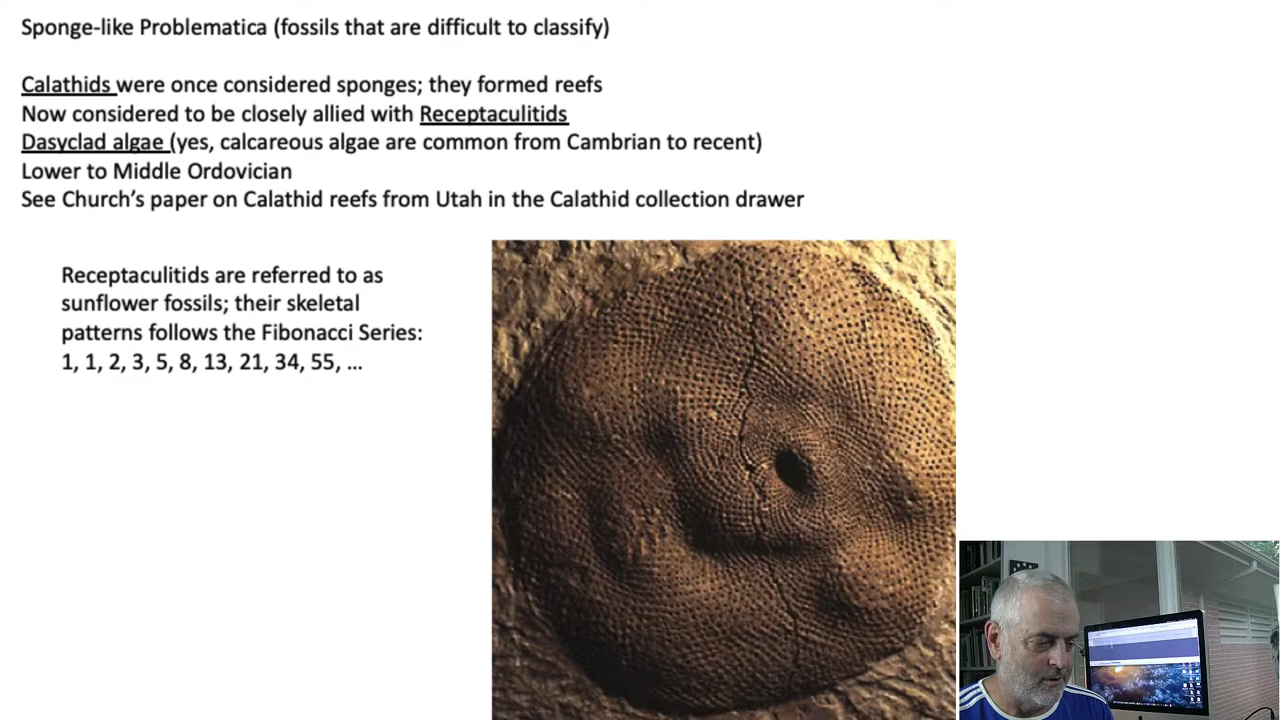 Sponge-like Problematica (fossils that are difficult to classify)
Calathids were once considered sponges; they formed reefs
Now considered to be closely allied with Receptaculitids
Dasyclad algae (yes, calcareous algae are common from Cambrian to recent)
Lower to Middle Ordovician
See Church's paper on Calathid reefs from Utah in the Calathid collection drawer
Receptaculitids are referred to as
sunflower fossils; their skeletal
patterns follows the Fibonacci Series:
1, 1, 2, 3, 5, 8, 13, 21, 34, 55, ...